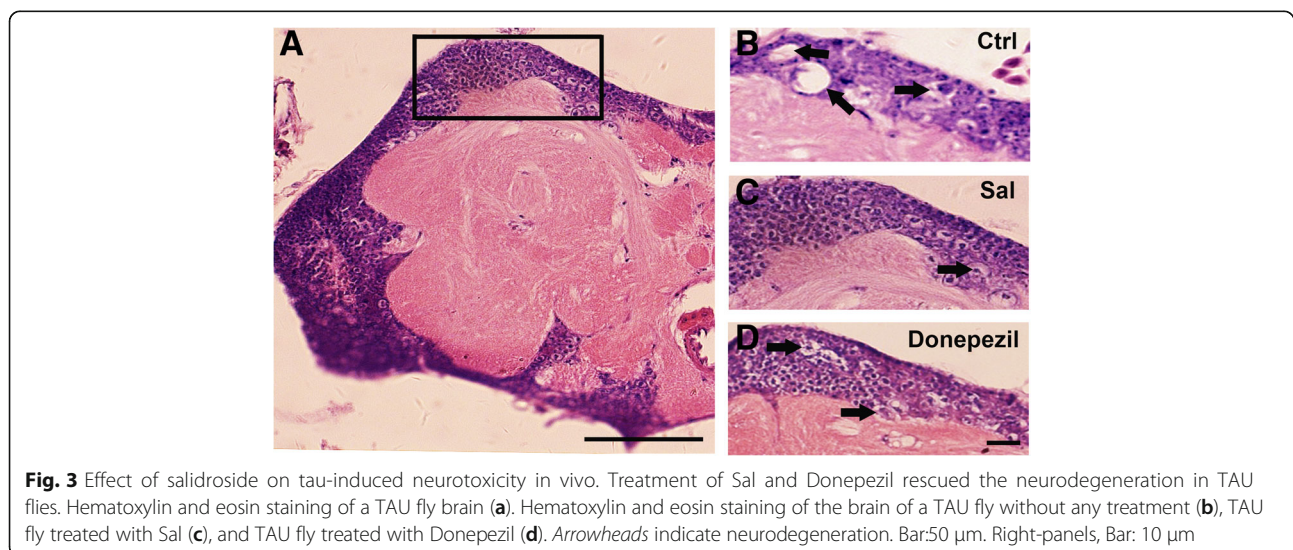 A
B
Ctrl
C
Sal
D
Donepezil
Fig. 3 Effect of salidroside on tau-induced neurotoxicity in vivo. Treatment of Sal and Donepezil rescued the neurodegeneration in TAU
flies. Hematoxylin and eosin staining of a TAU fly brain (a). Hematoxylin and eosin staining of the brain of a TAU fly without any treatment (b), TAU
fly treated with Sal (c), and TAU fly treated with Donepezil (d). Arrowheads indicate neurodegeneration. Bar:50 μm. Right-panels, Bar: 10 μm